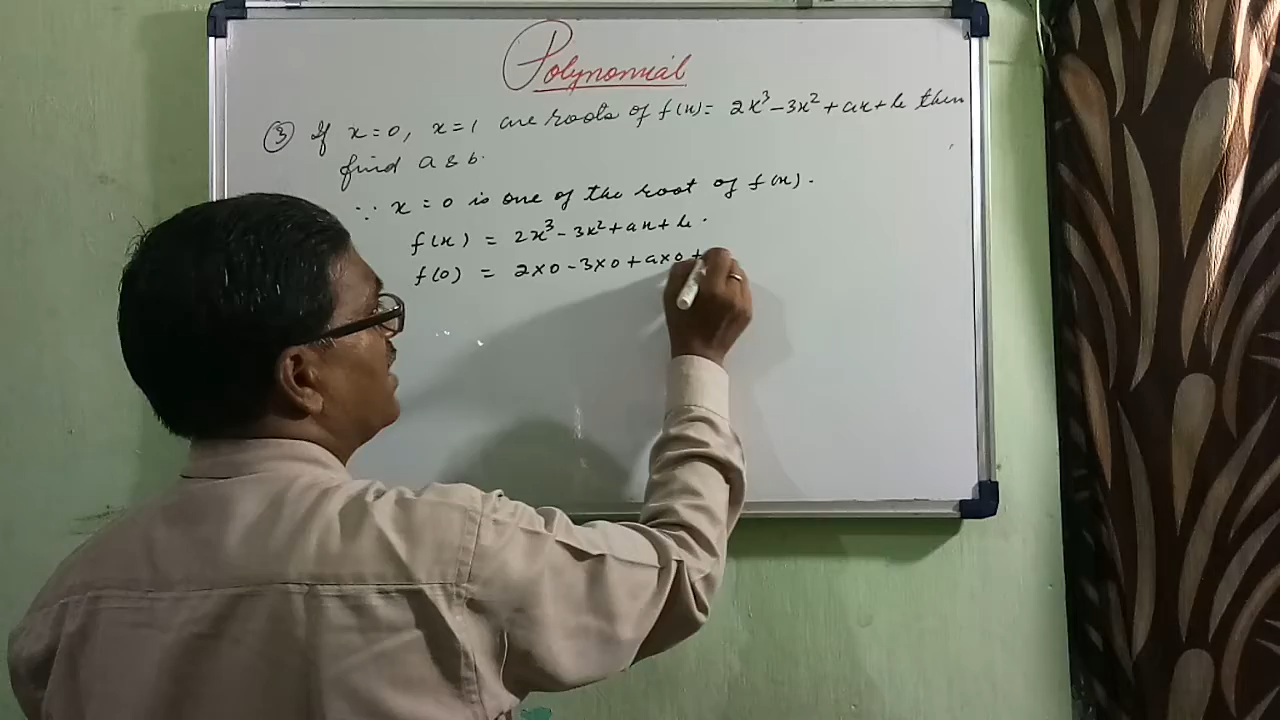 Polynomial
③ If x=0, x=1 are roots of f(x)= 2x³-3x²+ax+b then
find a & b.
∵ x = 0 is one of the root of f(x).
f(x) = 2x³-3x²+ax+b.
f(0) = 2×0-3×0+a×0+